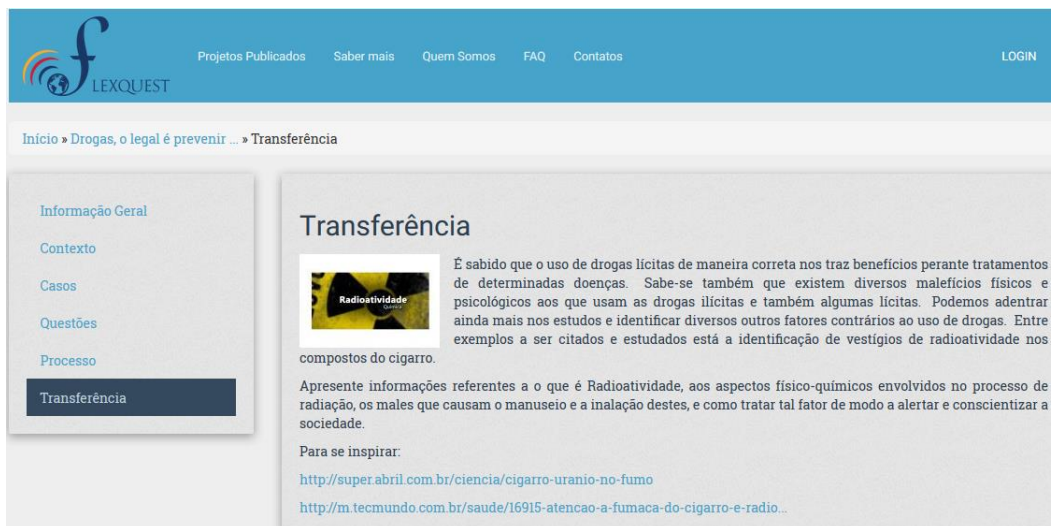 fLEXQUEST
Projetos Publicados Saber mais Quem Somos FAQ Contatos LOGIN
Início » Drogas, o legal é prevenir ... » Transferência
Informação Geral
Contexto
Casos
Questões
Processo
Transferência
Transferência
Radioatividade
Química
É sabido que o uso de drogas lícitas de maneira correta nos traz benefícios perante tratamentos
de determinadas doenças. Sabe-se também que existem diversos malefícios físicos e
psicológicos aos que usam as drogas ilícitas e também algumas lícitas. Podemos adentrar
ainda mais nos estudos e identificar diversos outros fatores contrários ao uso de drogas. Entre
exemplos a ser citados e estudados está a identificação de vestígios de radioatividade nos
compostos do cigarro.
Apresente informações referentes a o que é Radioatividade, aos aspectos físico-químicos envolvidos no processo de
radiação, os males que causam o manuseio e a inalação destes, e como tratar tal fator de modo a alertar e conscientizar a
sociedade.
Para se inspirar:
http://super.abril.com.br/ciencia/cigarro-uranio-no-fumo
http://m.tecmundo.com.br/saude/16915-atencao-a-fumaca-do-cigarro-e-radio...